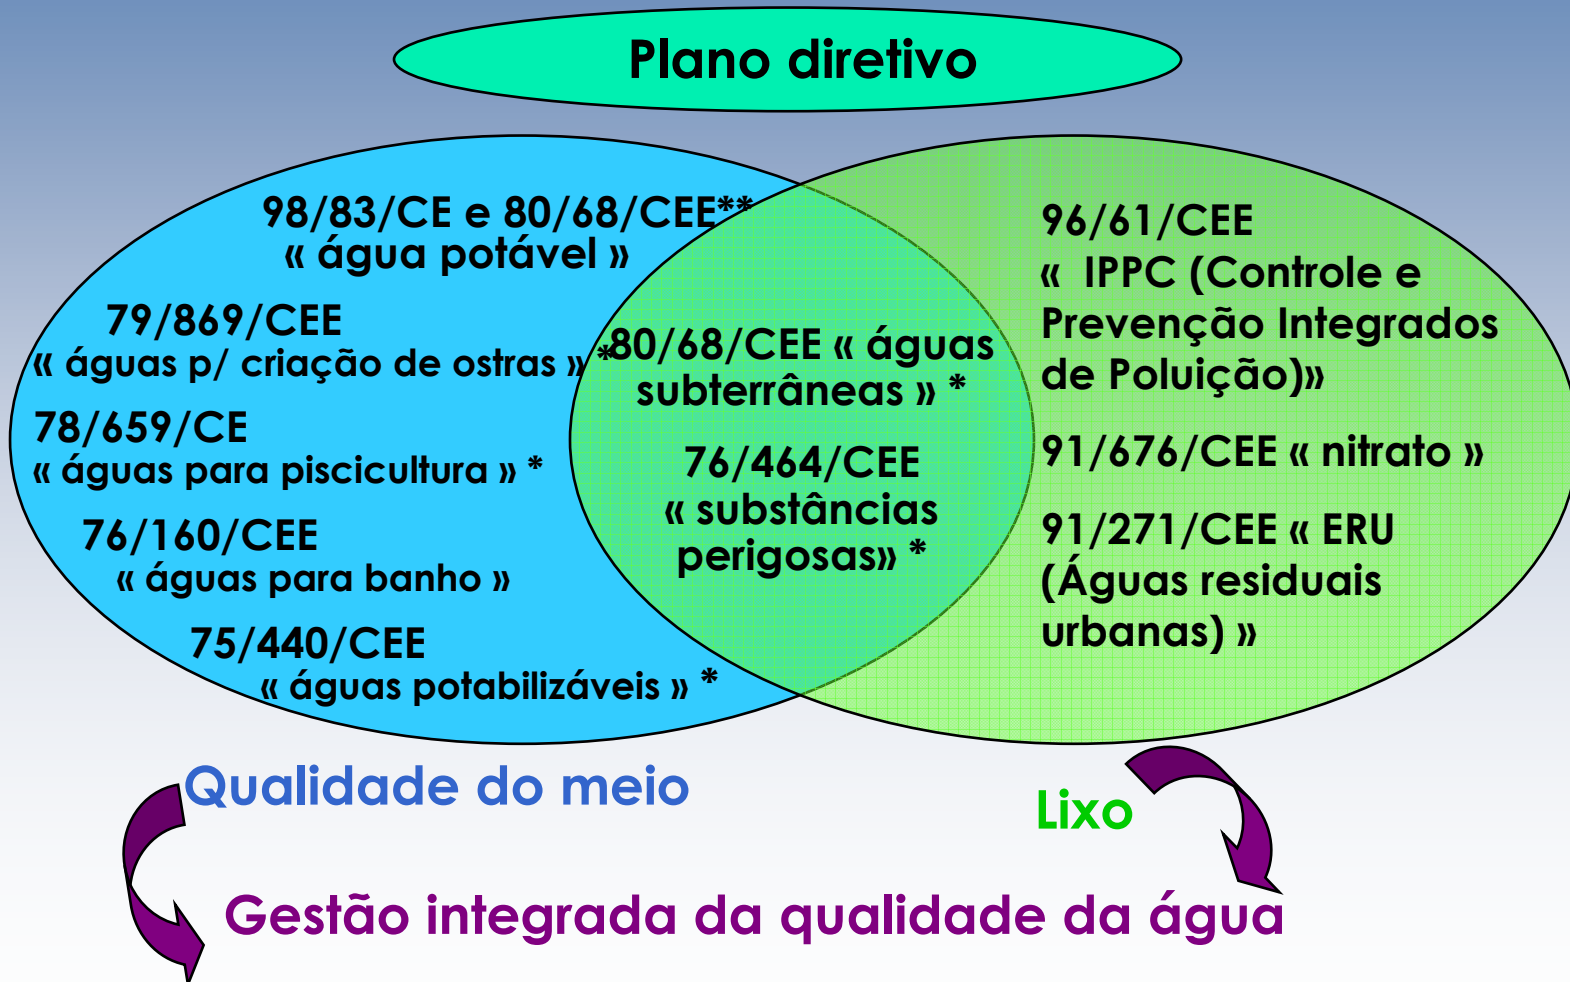 Plano diretivo
98/83/CE e 80/68/CEE**
« água potável »
79/869/CEE
« águas p/ criação de ostras » *
78/659/CE
« águas para piscicultura » *
76/160/CEE
« águas para banho »
75/440/CEE
« águas potabilizáveis » *
80/68/CEE « águas
subterrâneas » *
76/464/CEE
« substâncias
perigosas» *
96/61/CEE
« IPPC (Controle e
Prevenção Integrados
de Poluição)»
91/676/CEE « nitrato »
91/271/CEE « ERU
(Águas residuais
urbanas) »
Qualidade do meio
Lixo
Gestão integrada da qualidade da água